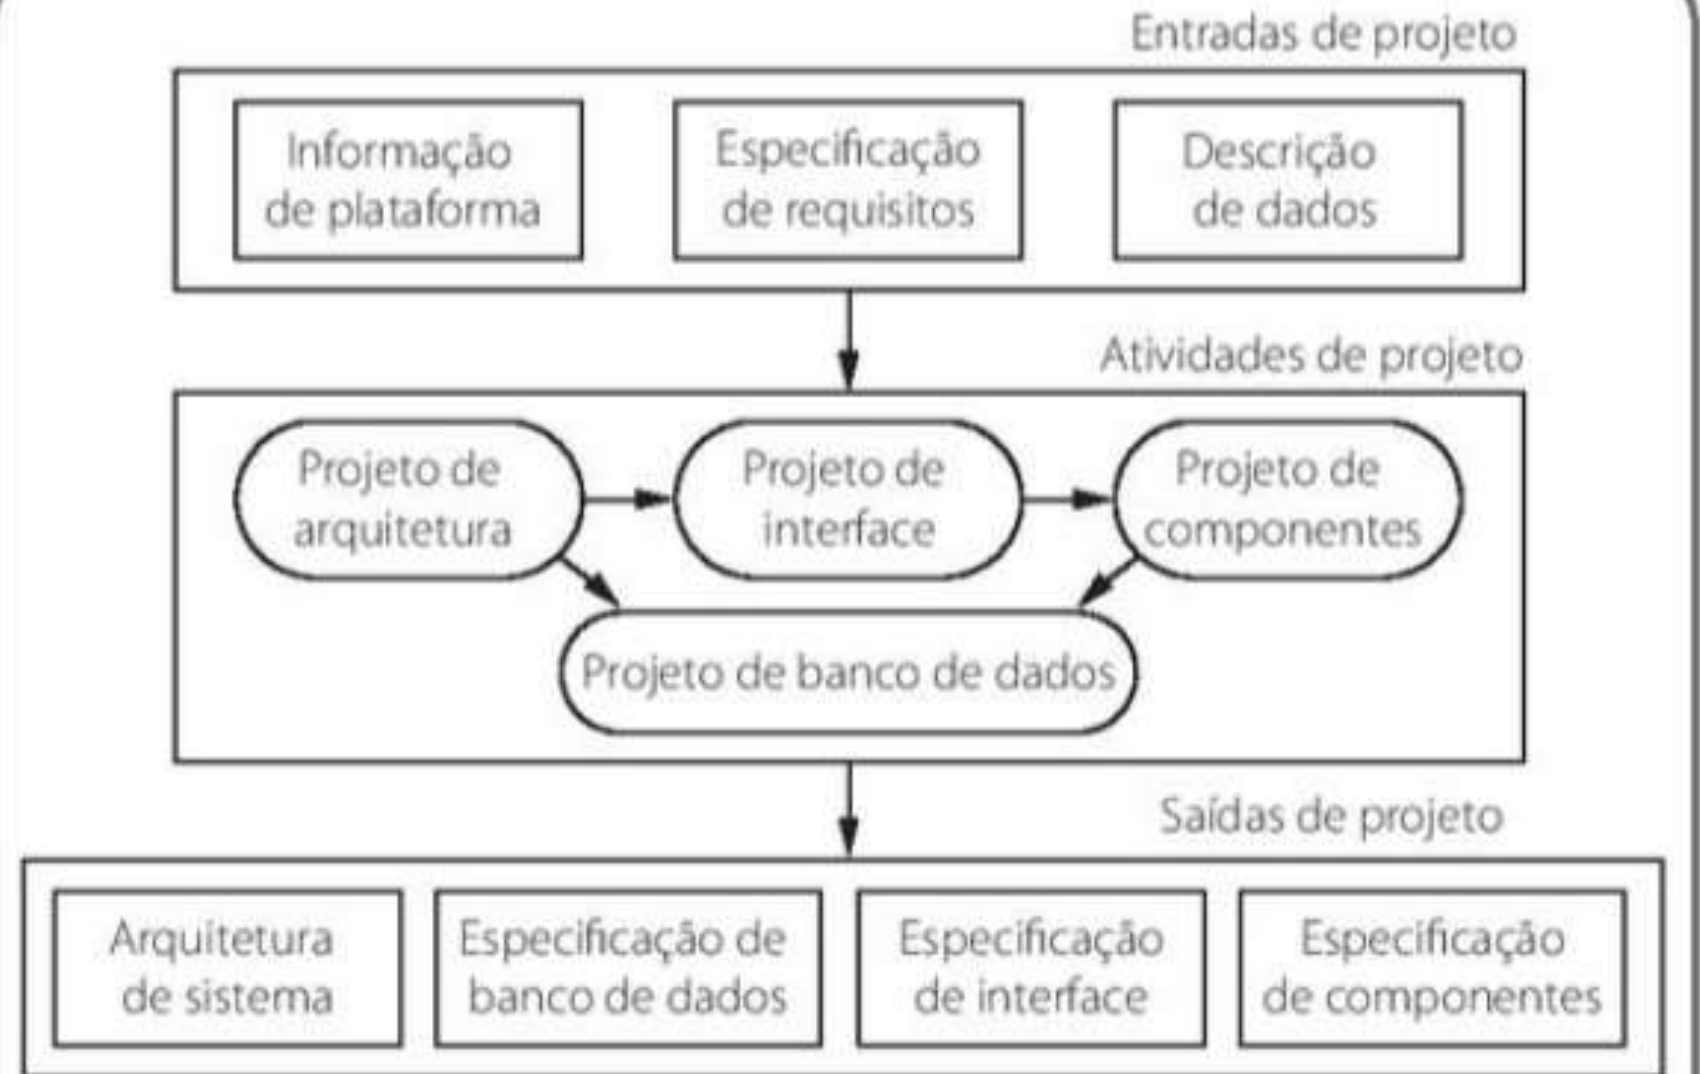 Entradas de projeto
Informação
de plataforma
Especificação
de requisitos
Descrição
de dados
Atividades de projeto
Projeto de
arquitetura
Projeto de
interface
Projeto de
componentes
Projeto de banco de dados
Saídas de projeto
Arquitetura
de sistema
Especificação de
banco de dados
Especificação
de interface
Especificação
de componentes